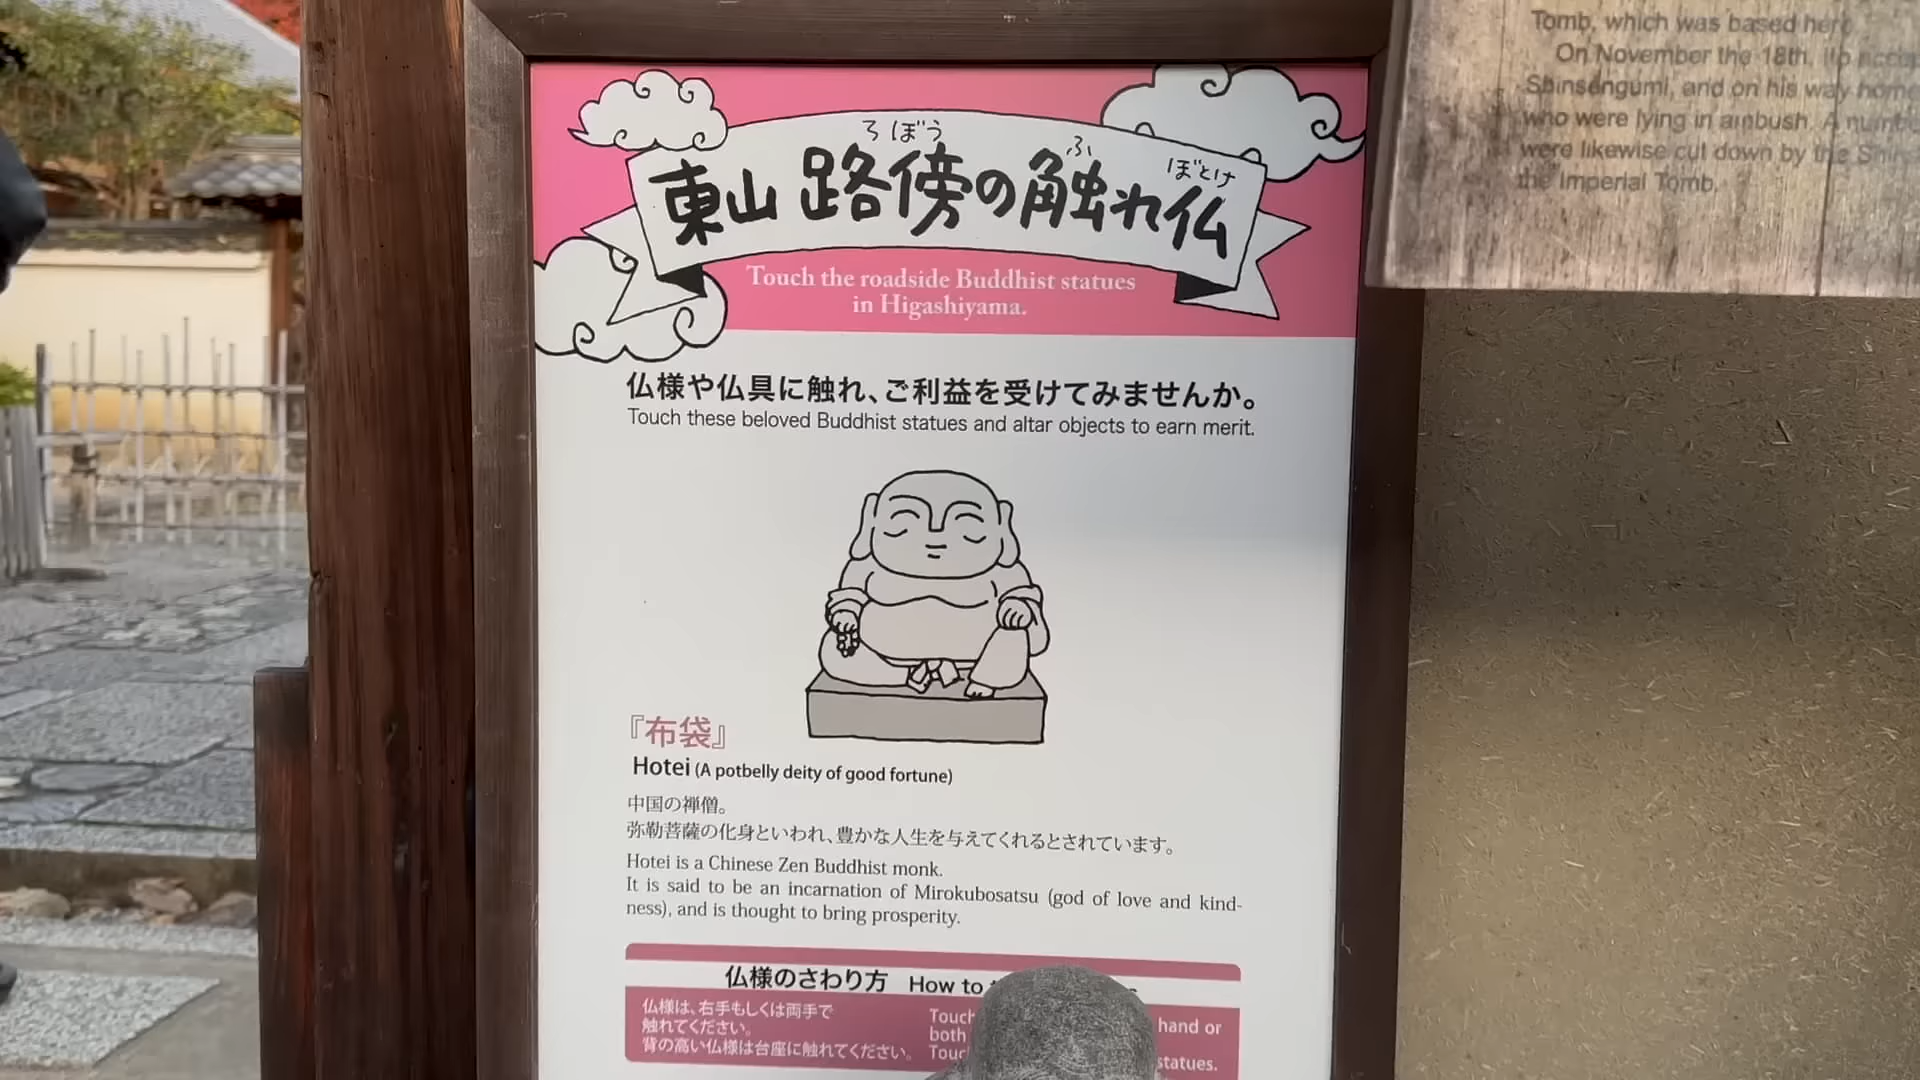 ろぼう ふ ぼとけ
東山 路傍の触れ仏
Touch the roadside Buddhist statues
in Higashiyama.
仏様や仏具に触れ、ご利益を受けてみませんか。
Touch these beloved Buddhist statues and altar objects to earn merit.
『布袋』
Hotei (A potbelly deity of good fortune)
中国の禅僧。
弥勒菩薩の化身といわれ、豊かな人生を与えてくれるとされています。
Hotei is a Chinese Zen Buddhist monk.
It is said to be an incarnation of Mirokubosatsu (god of love and kind-
ness), and is thought to bring prosperity.
仏様のさわり方 How to
仏様は、右手もしくは両手で
触れてください。
背の高い仏様は台座に触れてください。
Touch hand or
both
statues.
Tomb, which was based here
On November the 18th, Ito
Shinsengumi, and on his way home
who were lying in ambush. A
were likewise cut down by the
the Imperial Tomb.